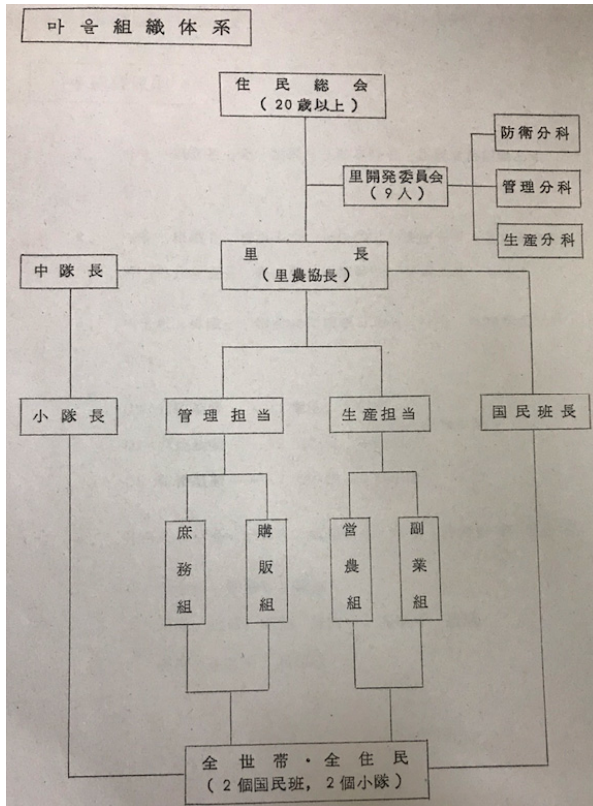 마을組織体系
住民総会
(20歳以上)
防衛分科
里開発委員会
(9人)
管理分科
生産分科
中隊長
里長
(里農協長)
小隊長
管理担当
生産担当
国民班長
庶務組
購販組
営農組
副業組
全世帯・全住民
(2個国民班,2個小隊)